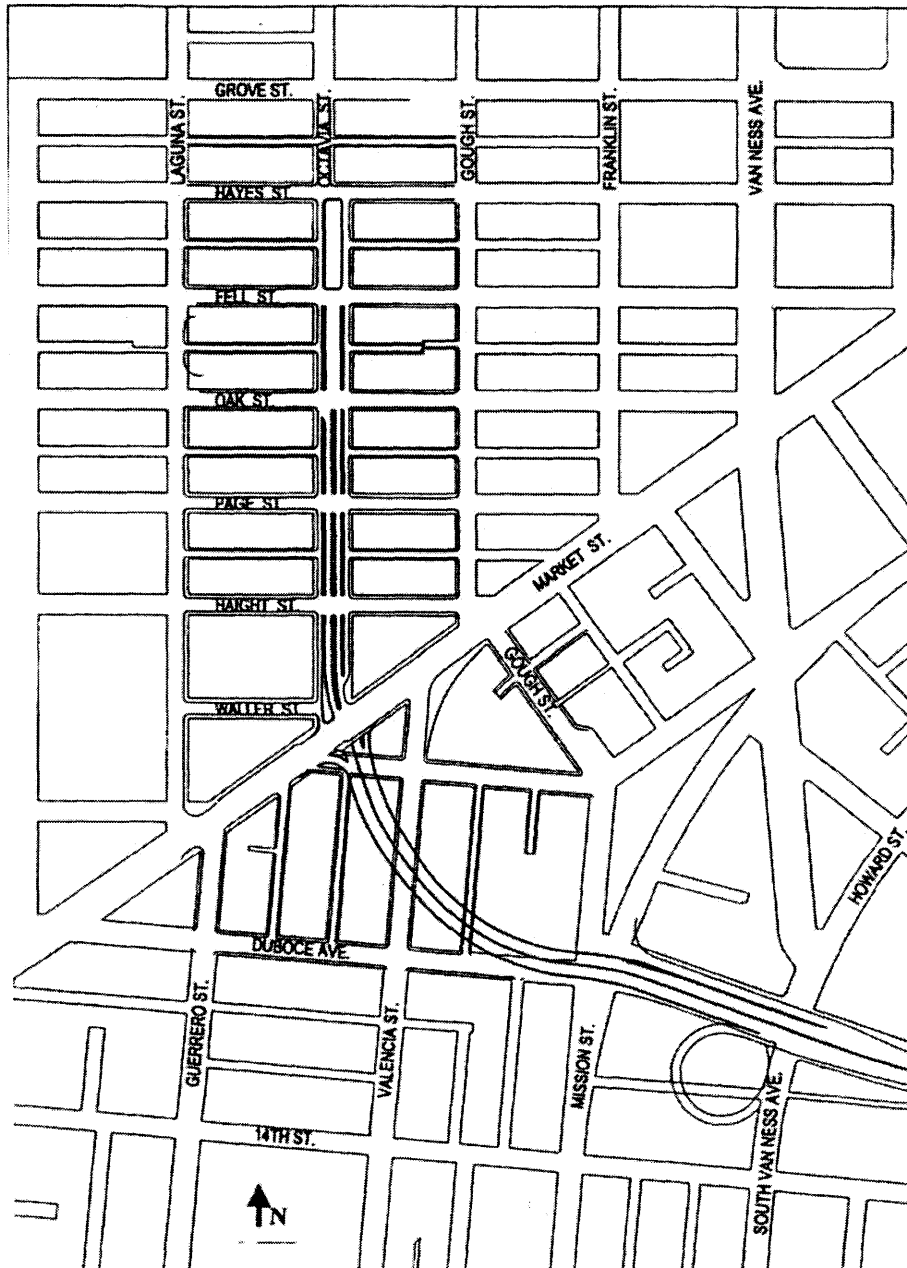 GROVE ST.
LAGUNA ST.
OCTAVIA ST.
GOUGH ST.
FRANKLIN ST.
VAN NESS AVE.
HAYES ST
FELL ST.
OAK ST.
PAGE ST
HAIGHT ST.
MARKET ST.
GOUGH ST.
WALLER ST.
HOWARD ST.
DUBOCE AVE.
GUERRERO ST.
VALENCIA ST.
MISSION ST.
SOUTH VAN NESS AVE.
14TH ST.
N